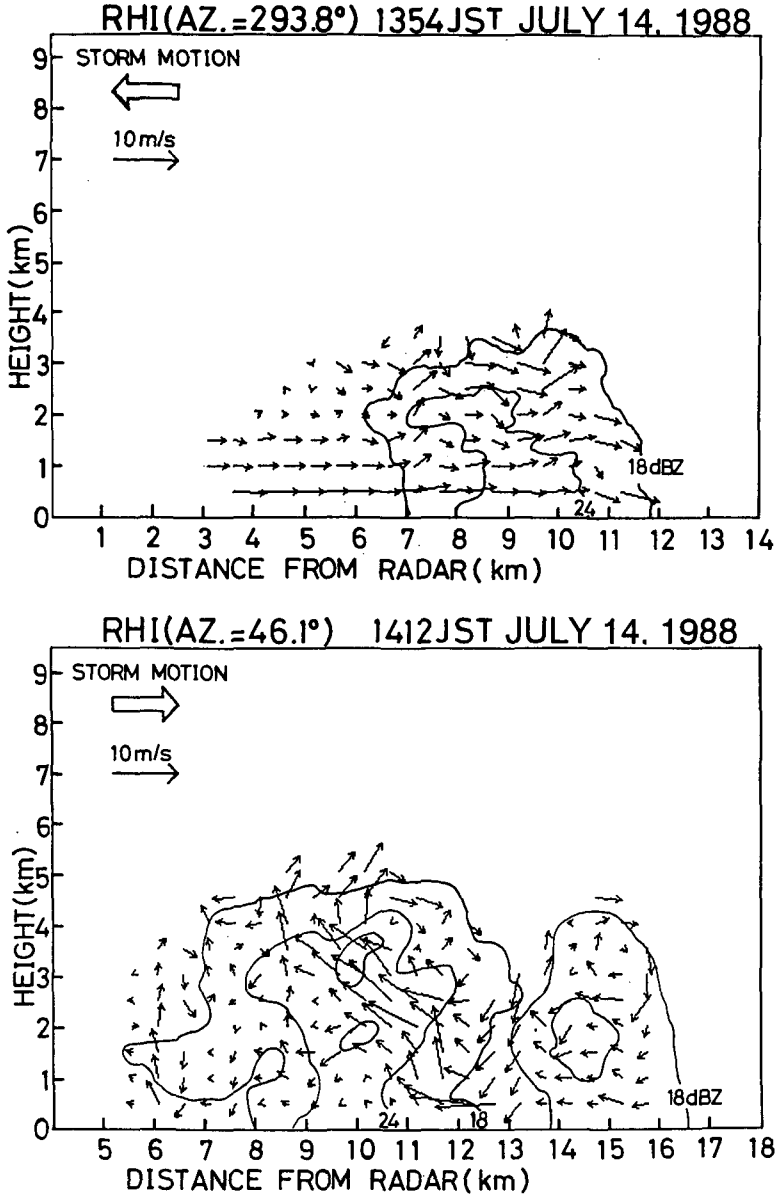 RHI(AZ.=293.8°) 1354JST JULY 14. 1988
9
STORM MOTION
8
10m/s
7
6
5
4
3
2
1
0
HEIGHT(km)
18dBZ
24
1 2 3 4 5 6 7 8 9 10 11 12 13 14
DISTANCE FROM RADAR(km)
RHI(AZ.=46.1°) 1412JST JULY 14. 1988
9
STORM MOTION
8
10m/s
7
6
5
4
3
2
1
0
HEIGHT(km)
18dBZ
24 18
5 6 7 8 9 10 11 12 13 14 15 16 17 18
DISTANCE FROM RADAR(km)